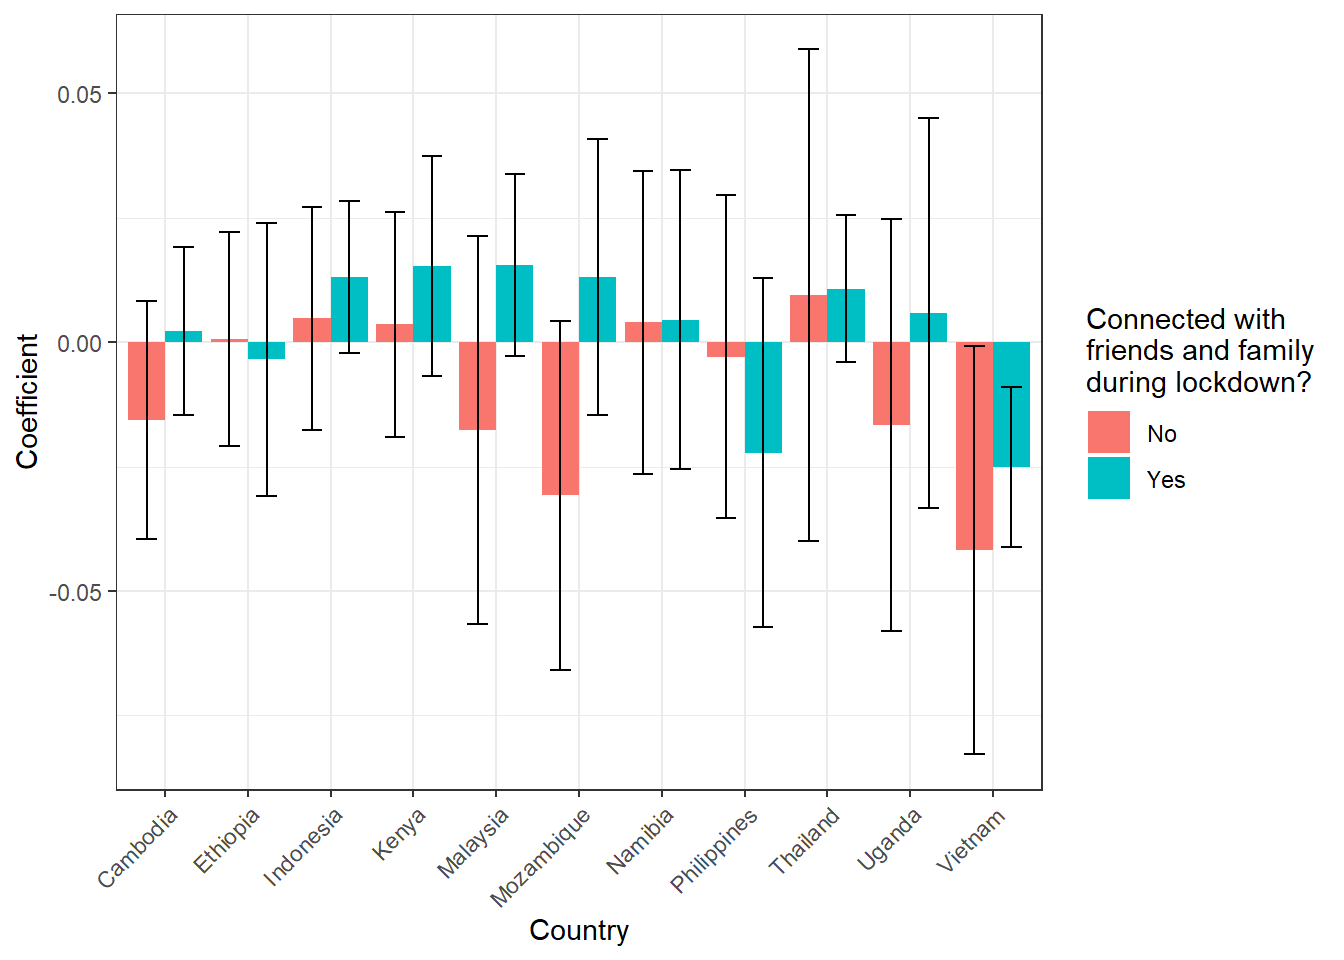 0.05
0.00
-0.05
Coefficient
Cambodia
Ethiopia
Indonesia
Kenya
Malaysia
Mozambique
Namibia
Philippines
Thailand
Uganda
Vietnam
Country
Connected with
friends and family
during lockdown?
No
Yes